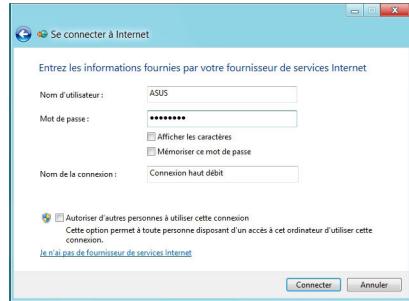 Se connecter à Internet
Entrez les informations fournies par votre fournisseur de services Internet
Nom d'utilisateur :
ASUS
Mot de passe :
••••••••
Afficher les caractères
Mémoriser ce mot de passe
Nom de la connexion :
Connexion haut débit
Autoriser d'autres personnes à utiliser cette connexion
Cette option permet à toute personne disposant d'un accès à cet ordinateur d'utiliser cette
connexion.
Je n'ai pas de fournisseur de services Internet
Connecter
Annuler